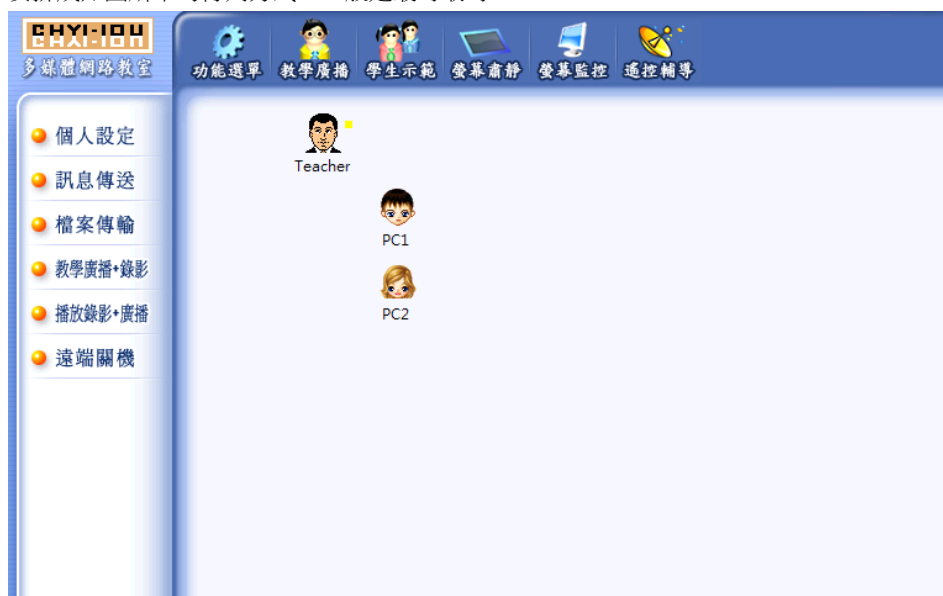 CHYI-IOH
多媒體網路教室
功能選單 教學廣播 學生示範 螢幕肅靜 螢幕監控 遙控輔導
個人設定
訊息傳送
檔案傳輸
教學廣播+錄影
播放錄影+廣播
遠端關機
Teacher
PC1
PC2